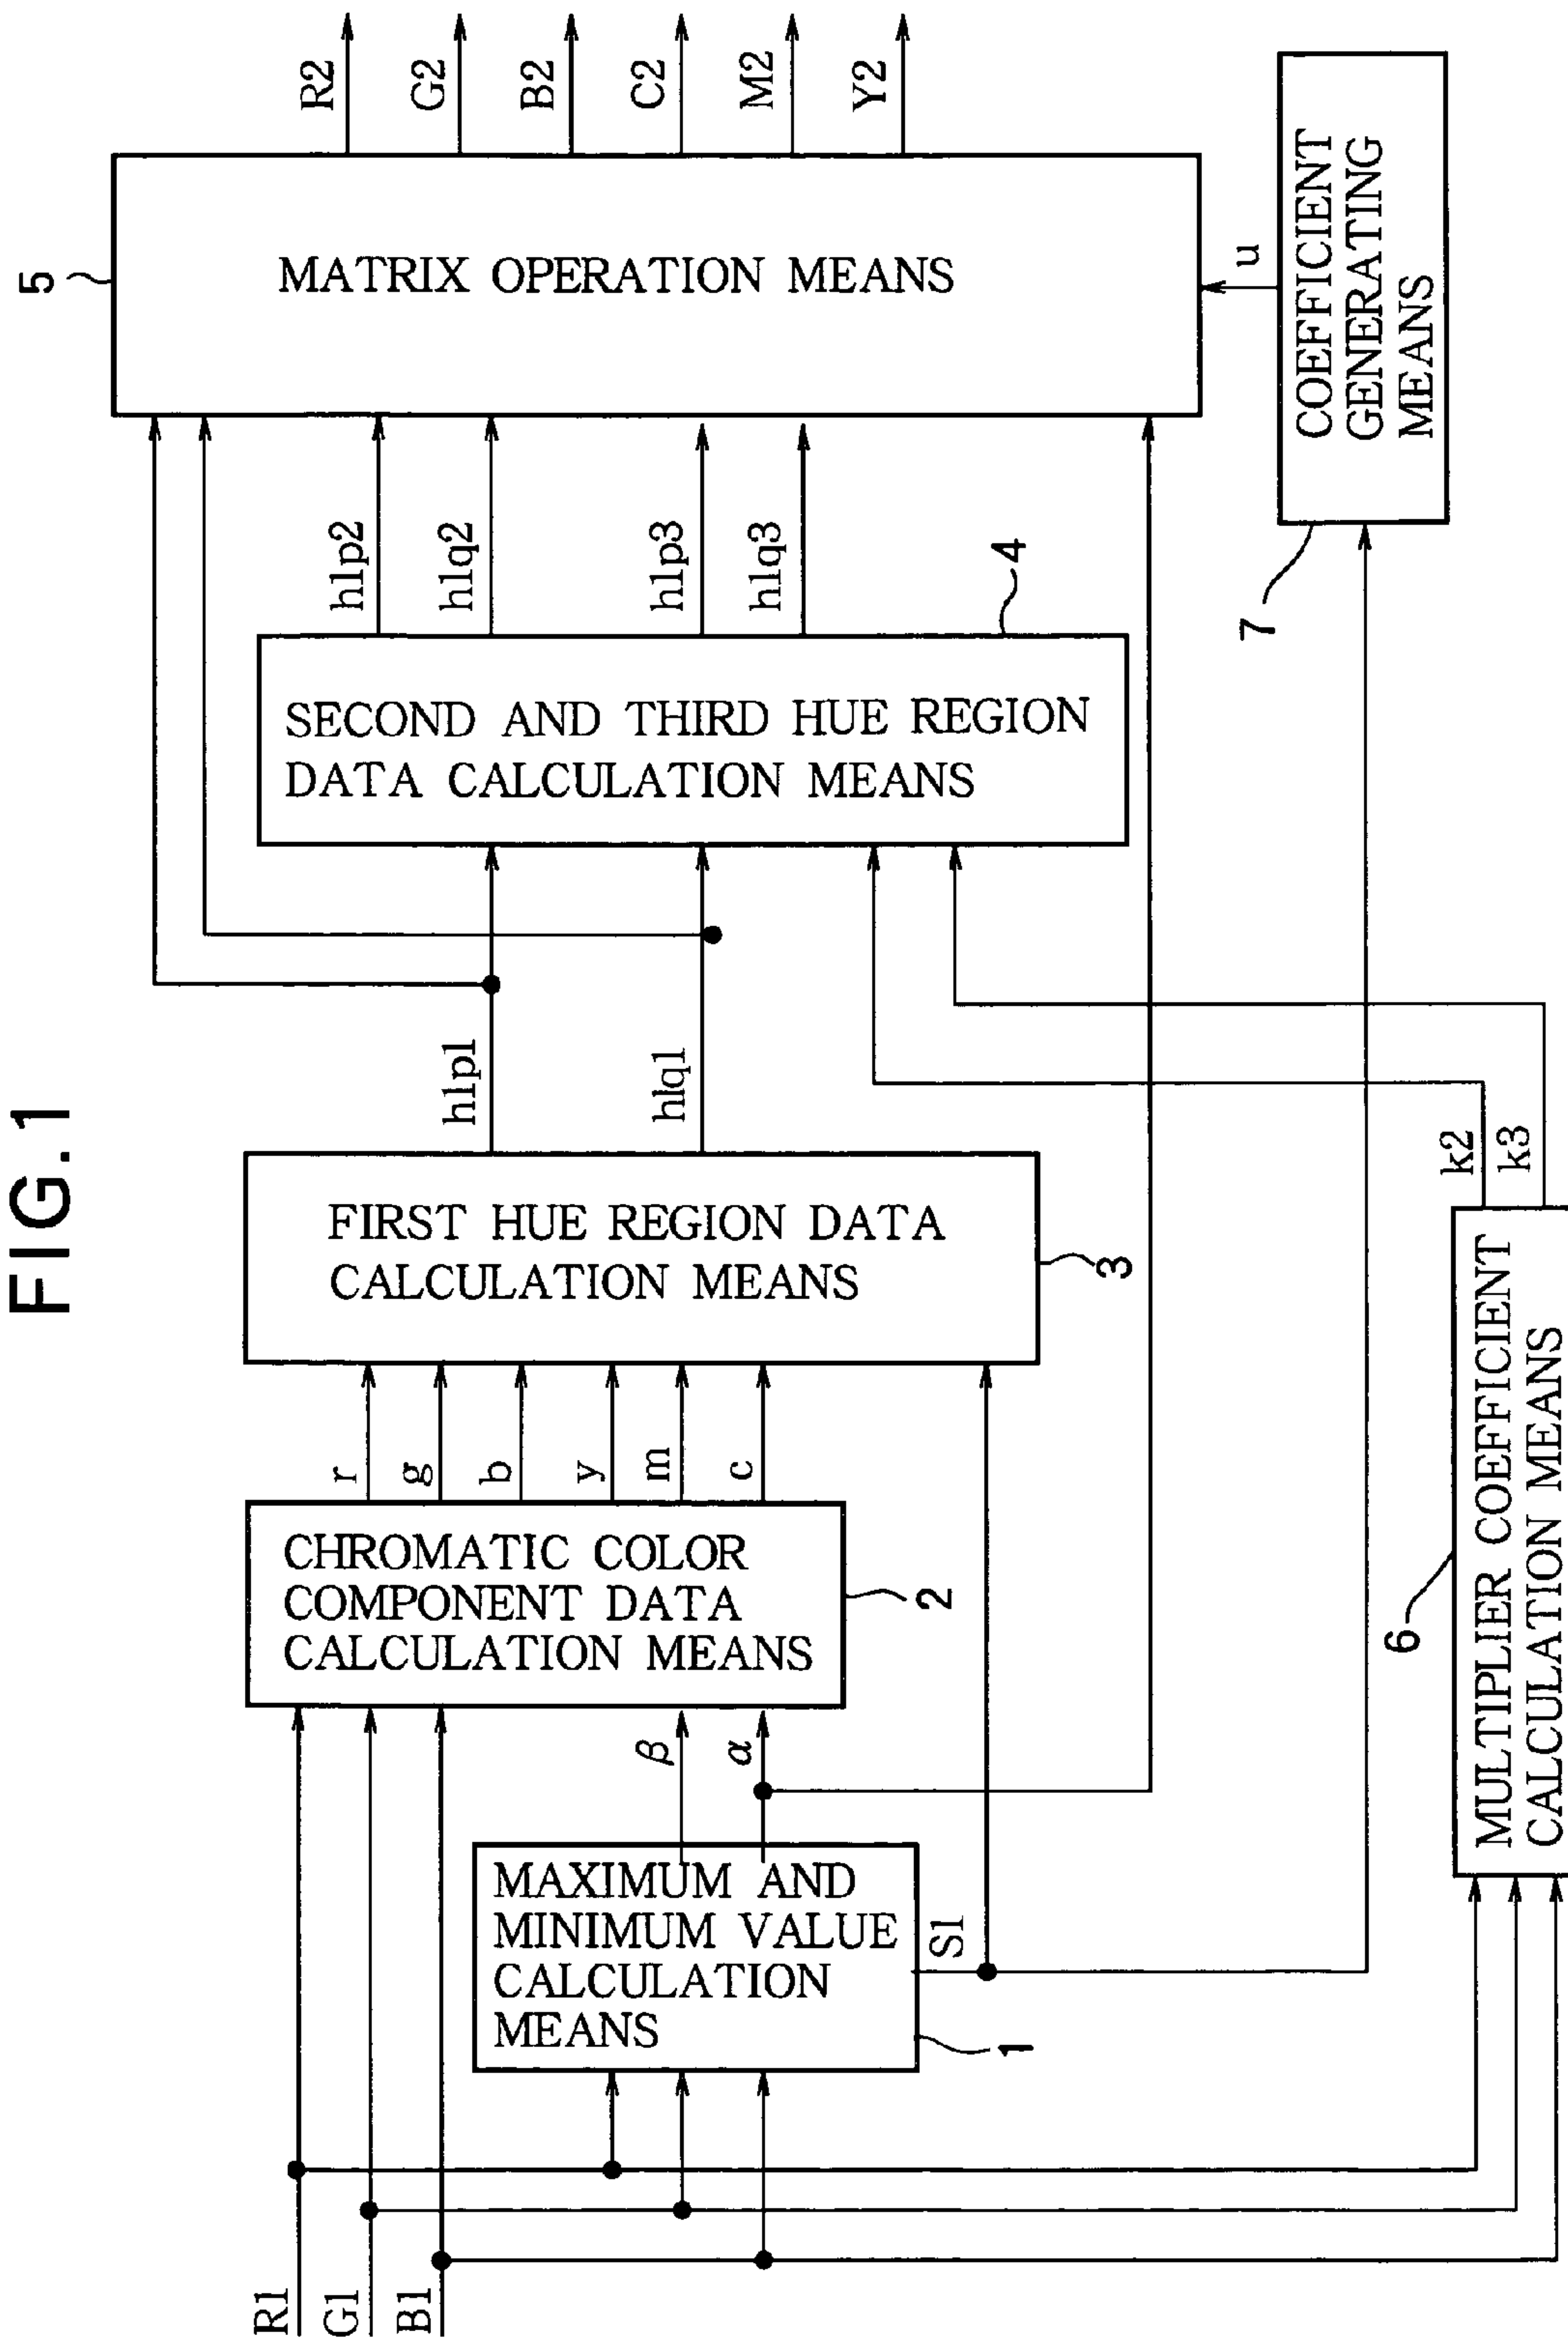 FIG.1
R1
G1
B1
MAXIMUM AND
MINIMUM VALUE
CALCULATION
MEANS
1
S1
β
α
CHROMATIC COLOR
COMPONENT DATA
CALCULATION MEANS
2
r
g
b
y
m
c
FIRST HUE REGION DATA
CALCULATION MEANS
3
h1p1
h1q1
SECOND AND THIRD HUE REGION
DATA CALCULATION MEANS
4
h1p2
h1q2
h1p3
h1q3
MATRIX OPERATION MEANS
5
R2
G2
B2
C2
M2
Y2
MULTIPLIER COEFFICIENT
CALCULATION MEANS
6
k2
k3
COEFFICIENT
GENERATING
MEANS
7
u